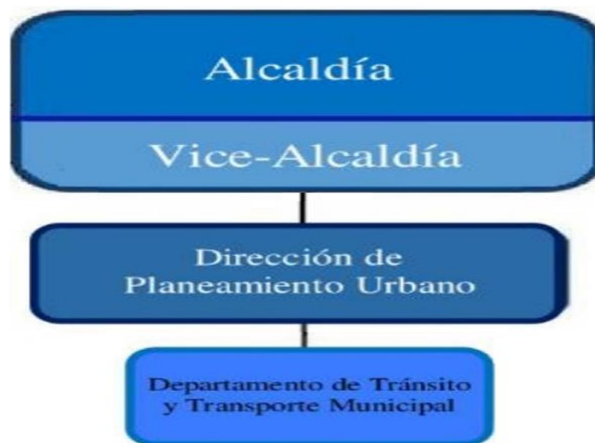 Alcaldía
Vice-Alcaldía
Dirección de
Planeamiento Urbano
Departamento de Tránsito
y Transporte Municipal